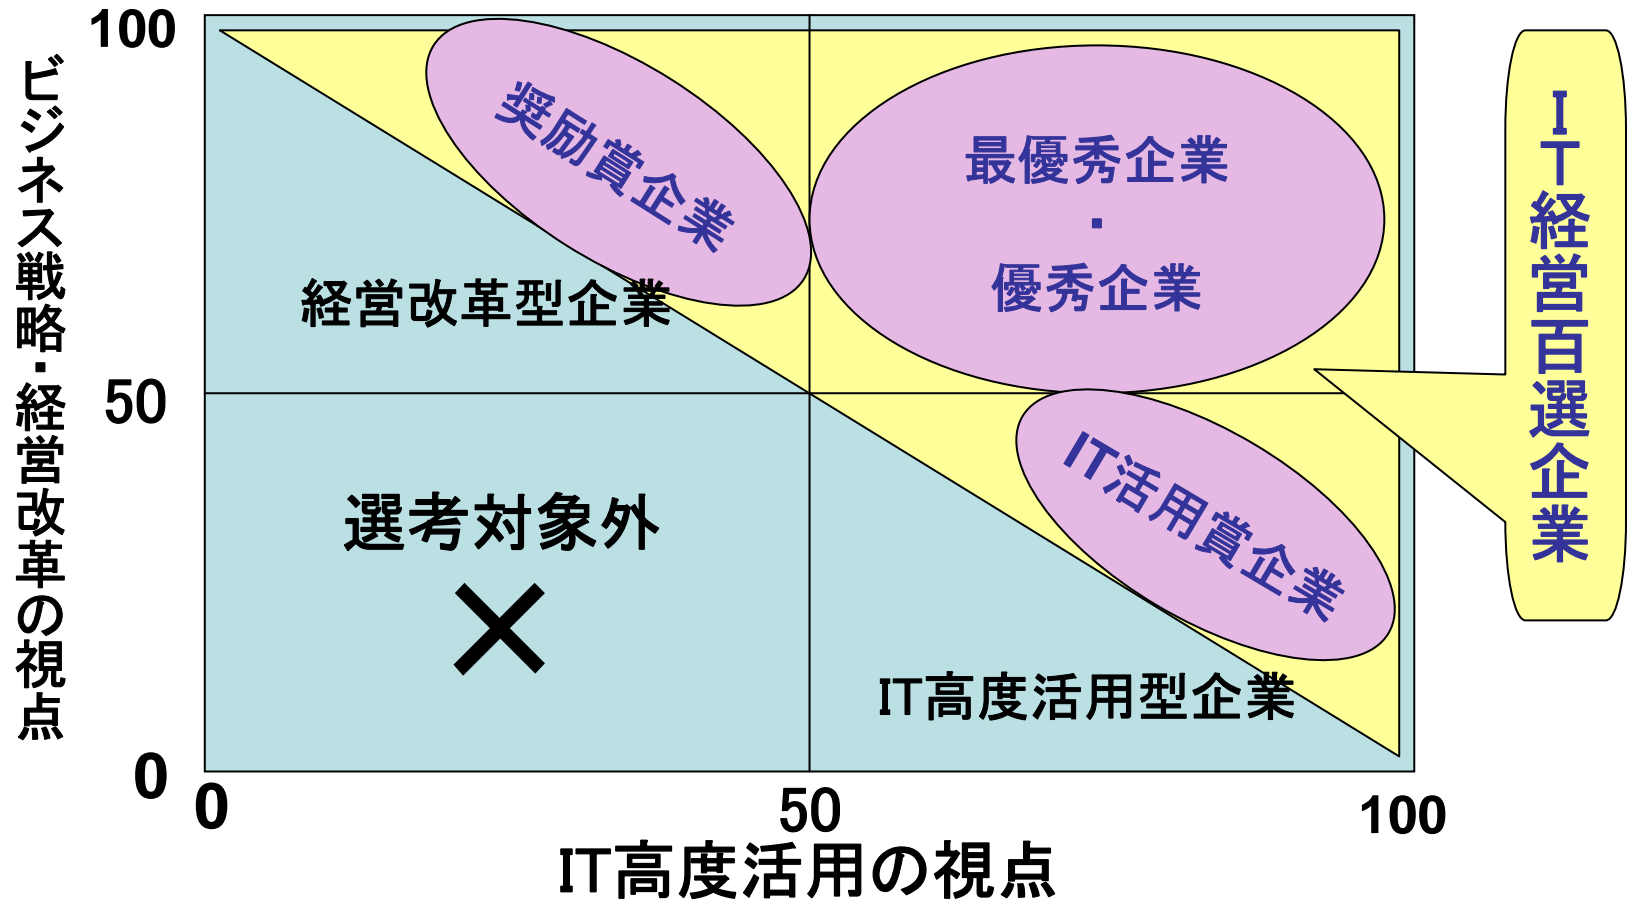 100
ビジネス戦略・経営改革の視点
奨励賞企業
最優秀企業
・
優秀企業
IT経営百選企業
経営改革型企業
50
IT活用賞企業
選考対象外
IT高度活用型企業
0
0
50
100
IT高度活用の視点